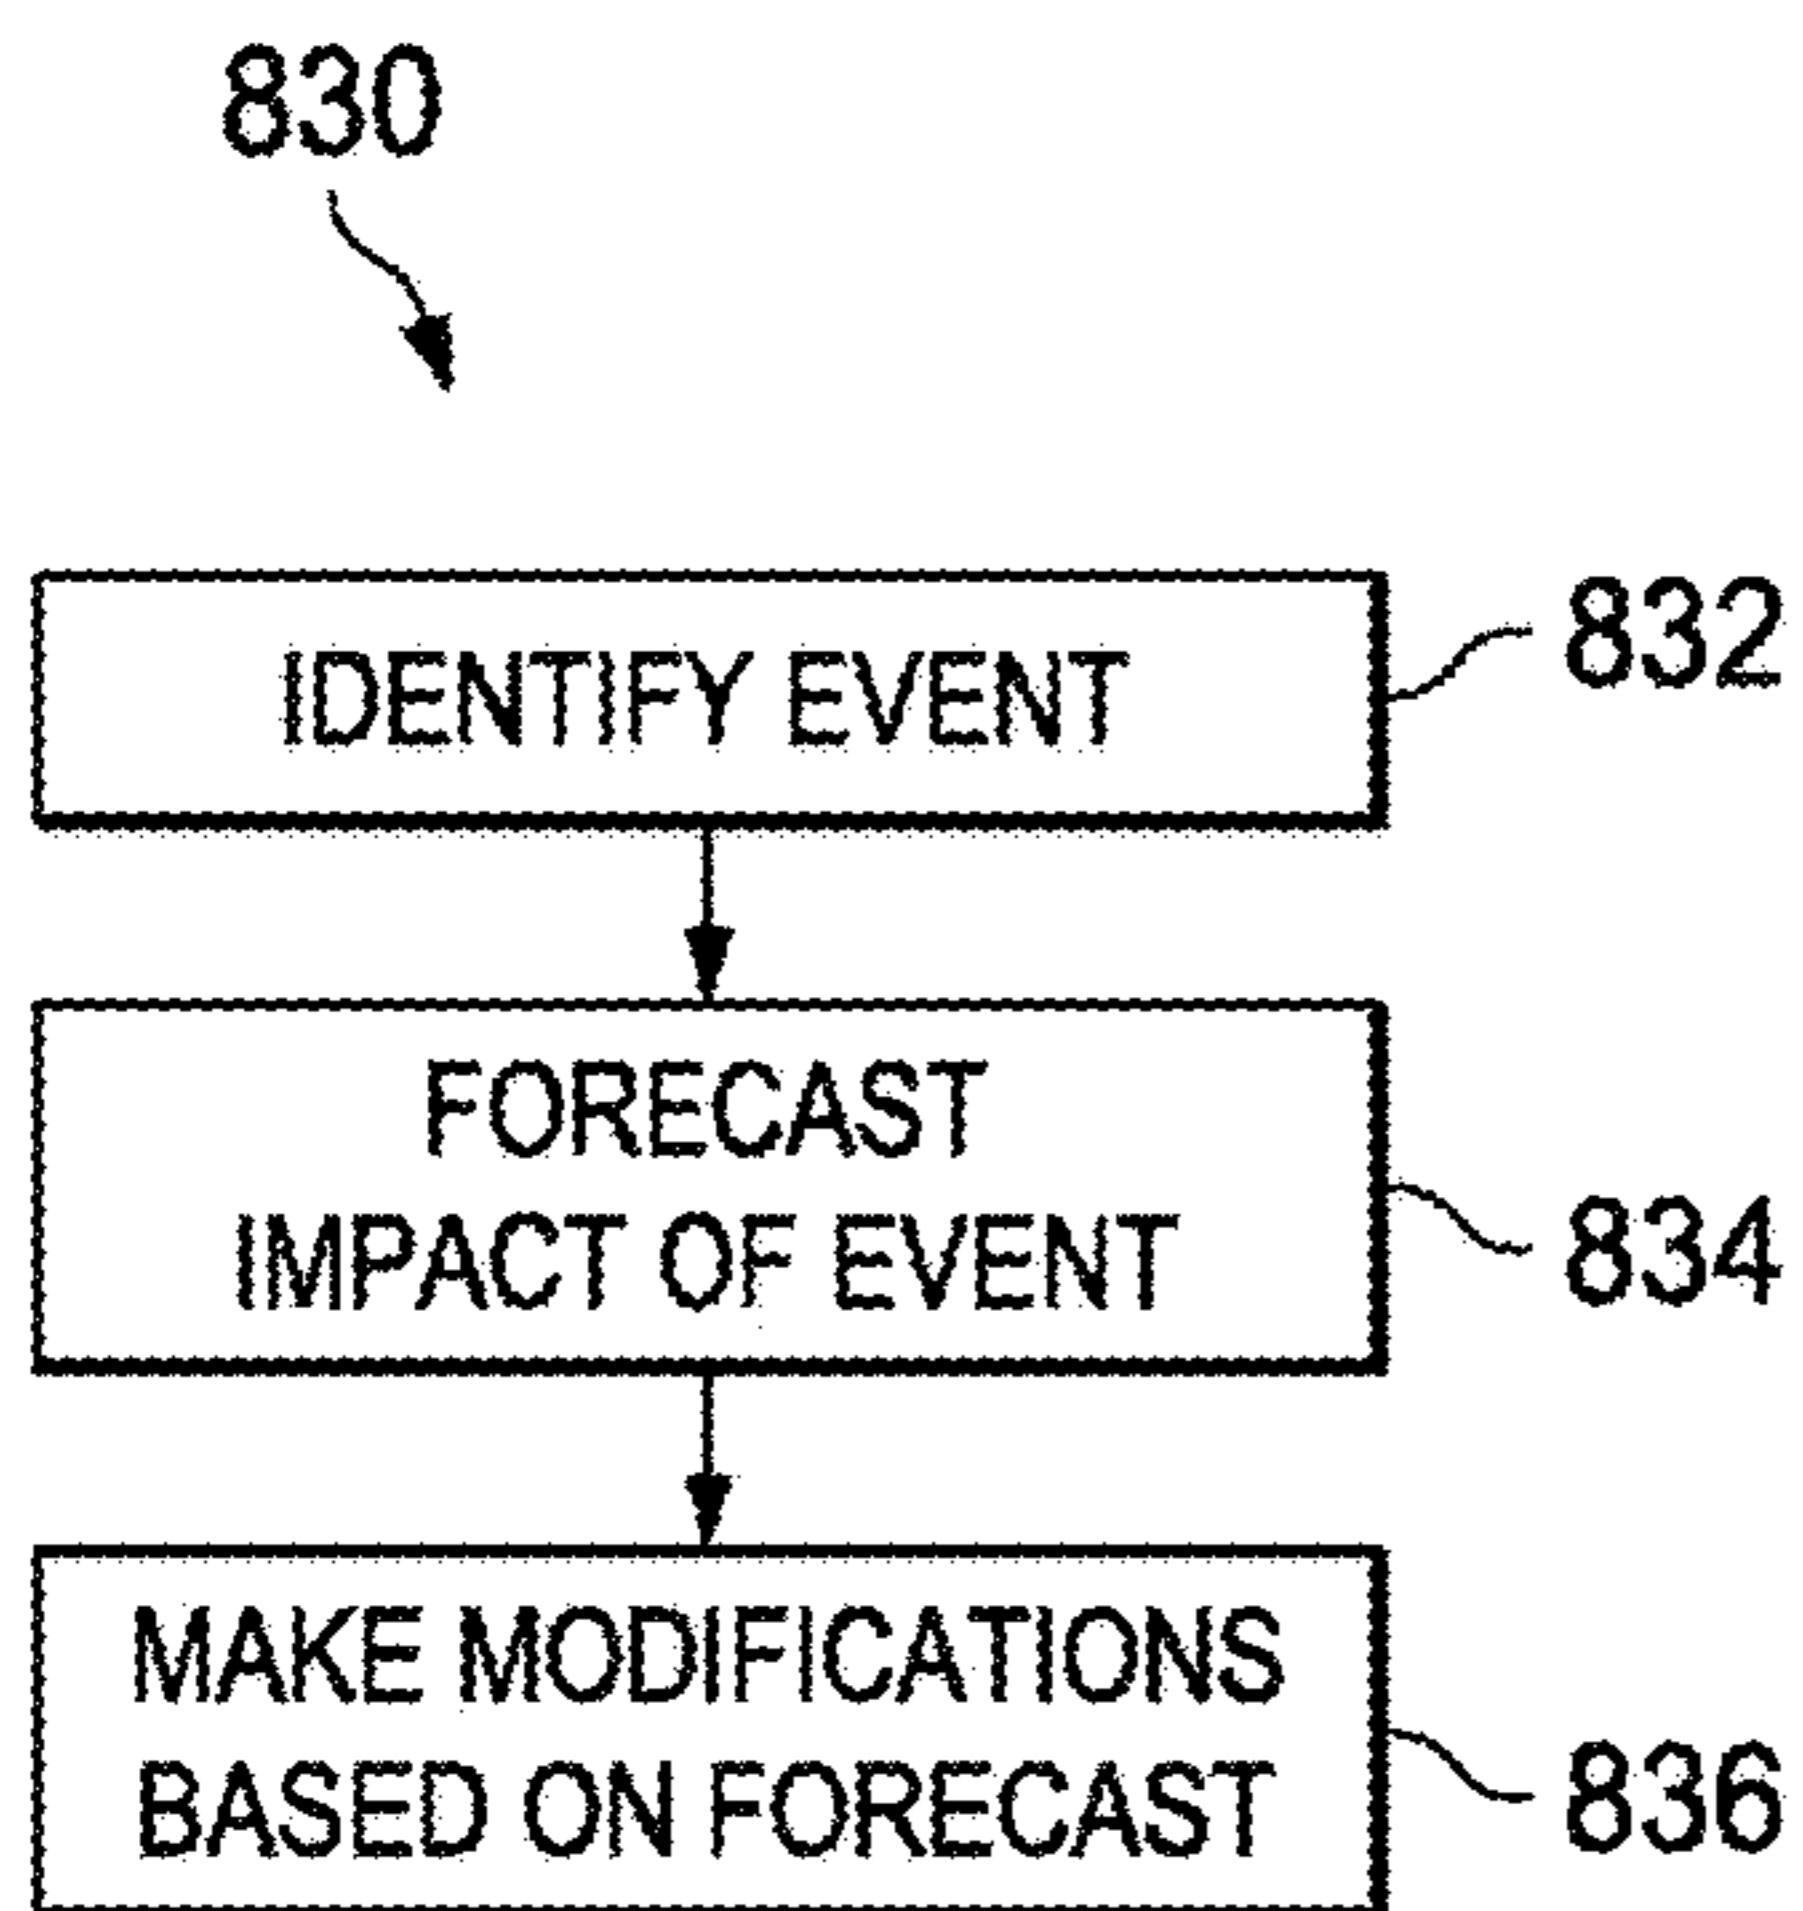 830
IDENTIFY EVENT
832
FORECAST
IMPACT OF EVENT
834
MAKE MODIFICATIONS
BASED ON FORECAST
836